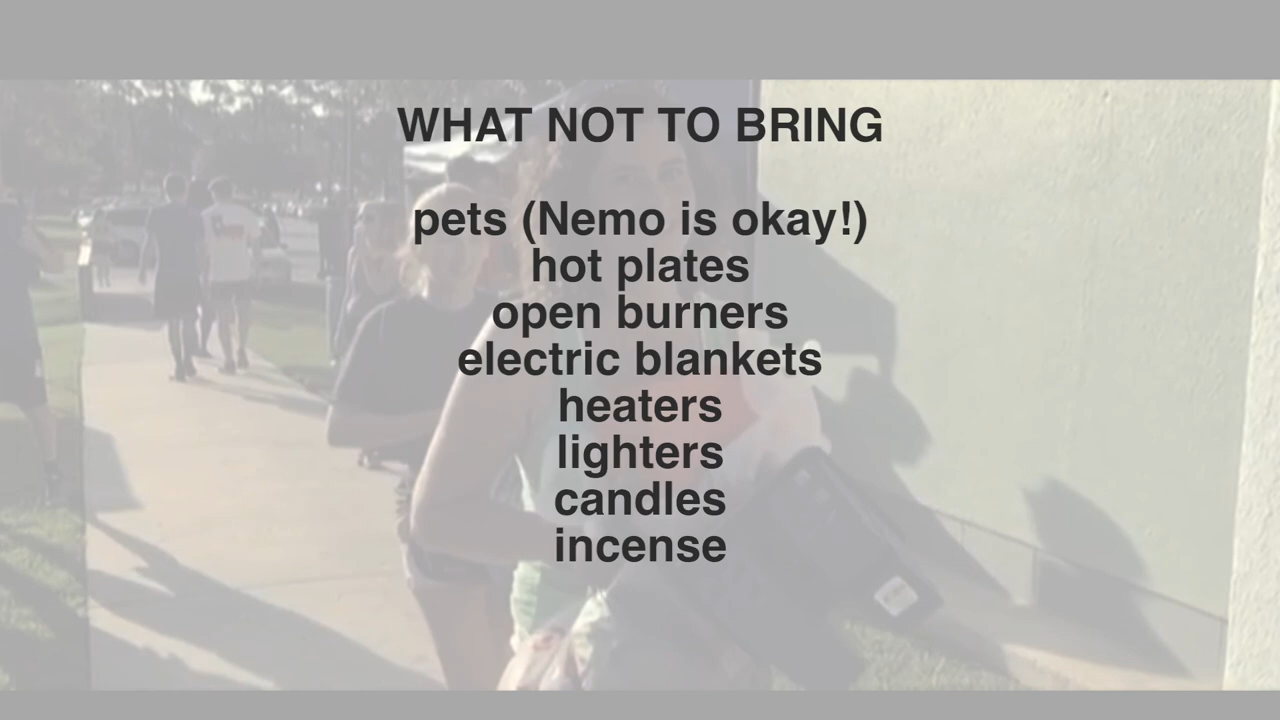 WHAT NOT TO BRING
pets (Nemo is okay!)
hot plates
open burners
electric blankets
heaters
lighters
candles
incense